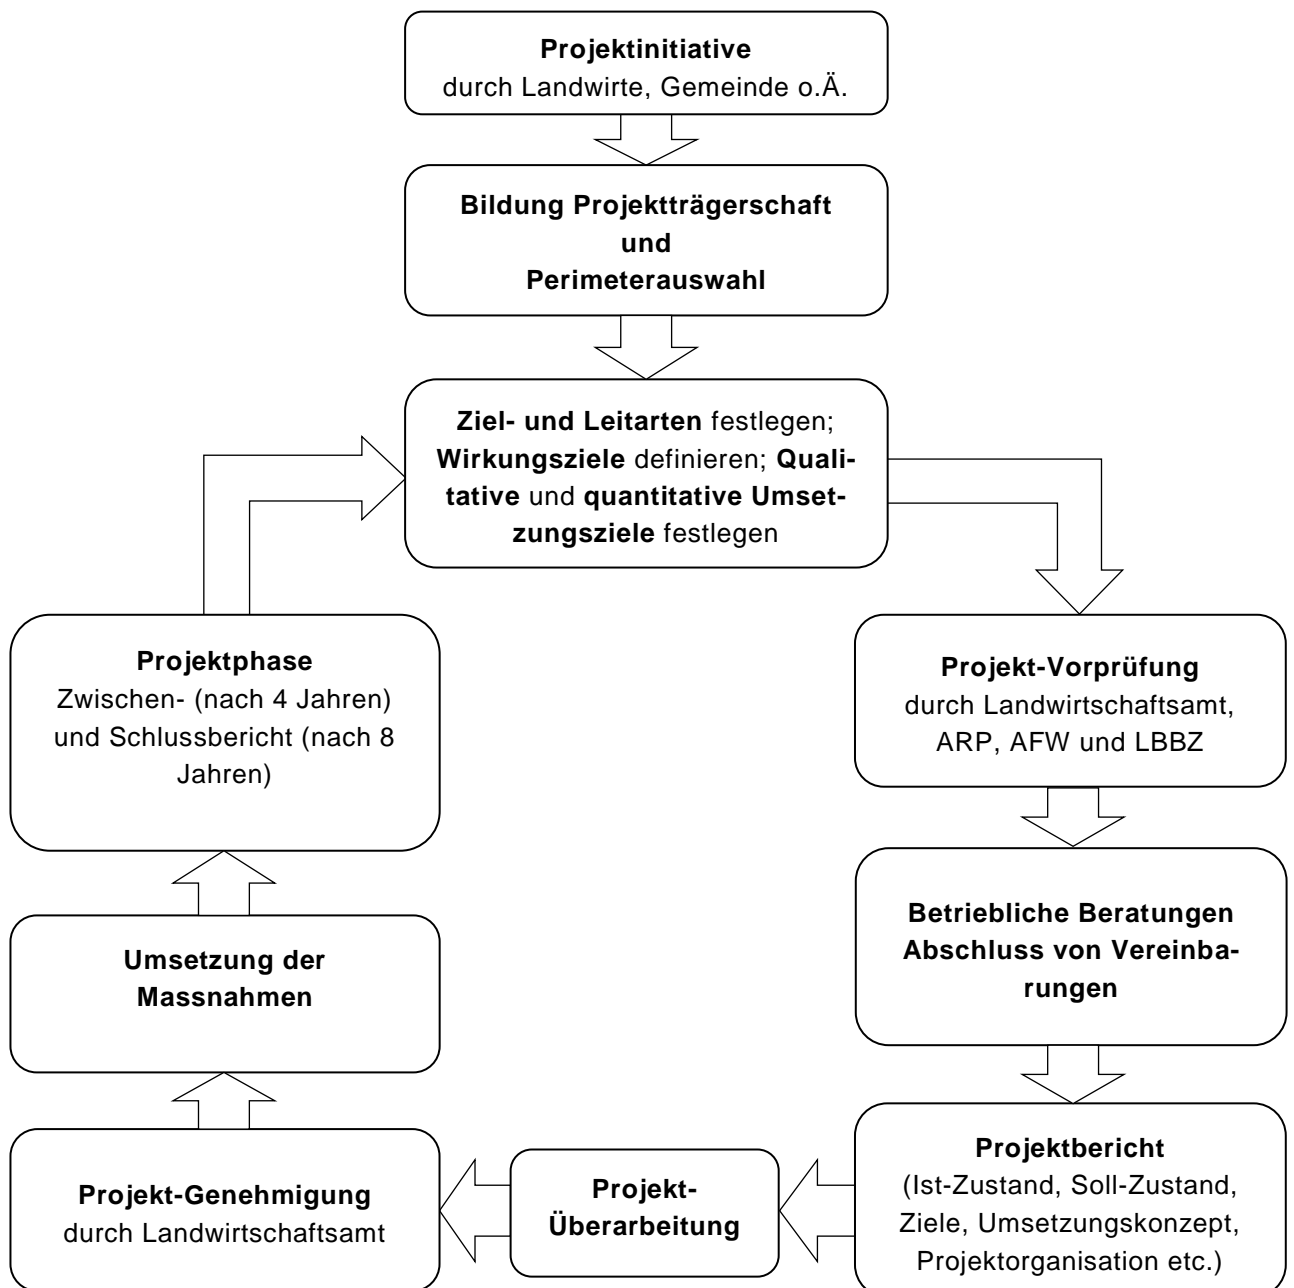 Projektinitiative
durch Landwirte, Gemeinde o.Ä.
Bildung Projektträgerschaft
und
Perimeterauswahl
Ziel- und Leitarten festlegen;
Wirkungsziele definieren; Quali-
tative und quantitative Umset-
zungsziele festlegen
Projekt-Vorprüfung
durch Landwirtschaftsamt,
ARP, AFW und LBBZ
Betriebliche Beratungen
Abschluss von Vereinba-
rungen
Projektbericht
(Ist-Zustand, Soll-Zustand,
Ziele, Umsetzungskonzept,
Projektorganisation etc.)
Projekt-
Überarbeitung
Projekt-Genehmigung
durch Landwirtschaftsamt
Umsetzung der
Massnahmen
Projektphase
Zwischen- (nach 4 Jahren)
und Schlussbericht (nach 8
Jahren)